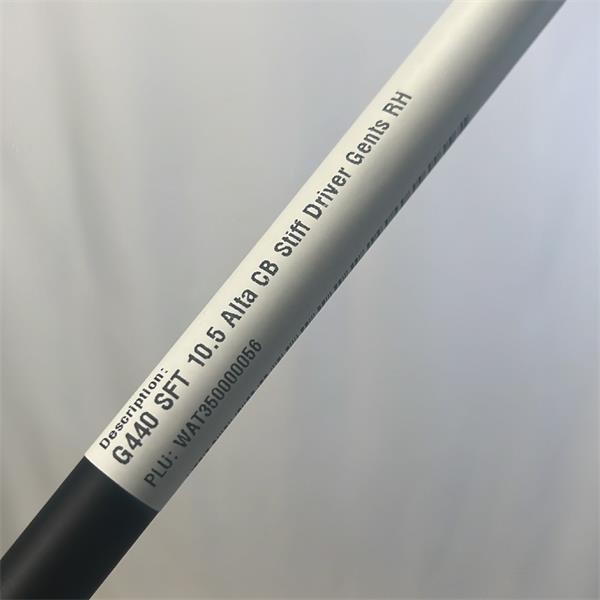 Description:
G440 SFT 10.5 Alta CB Stiff Driver Gents RH
PLU: WAT350000056